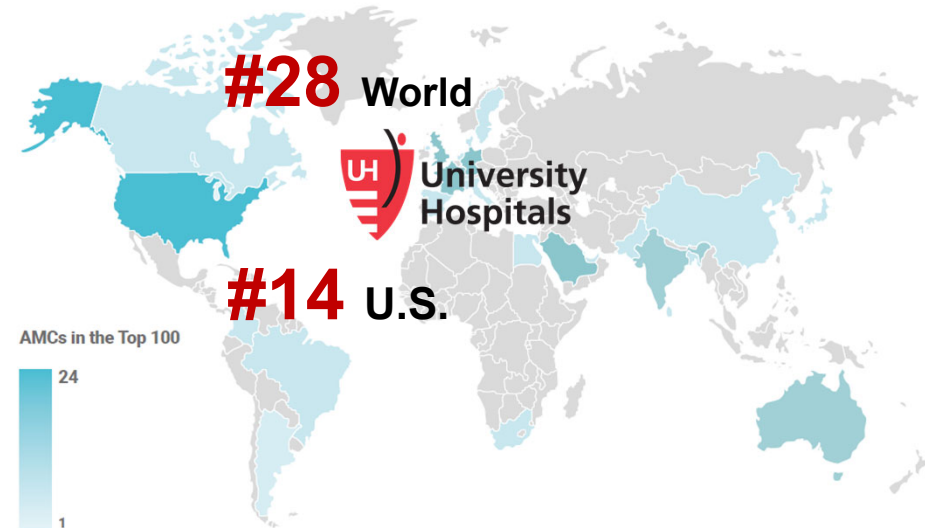 #28 World
UH University
Hospitals
#14 U.S.
AMCs in the Top 100
24
1